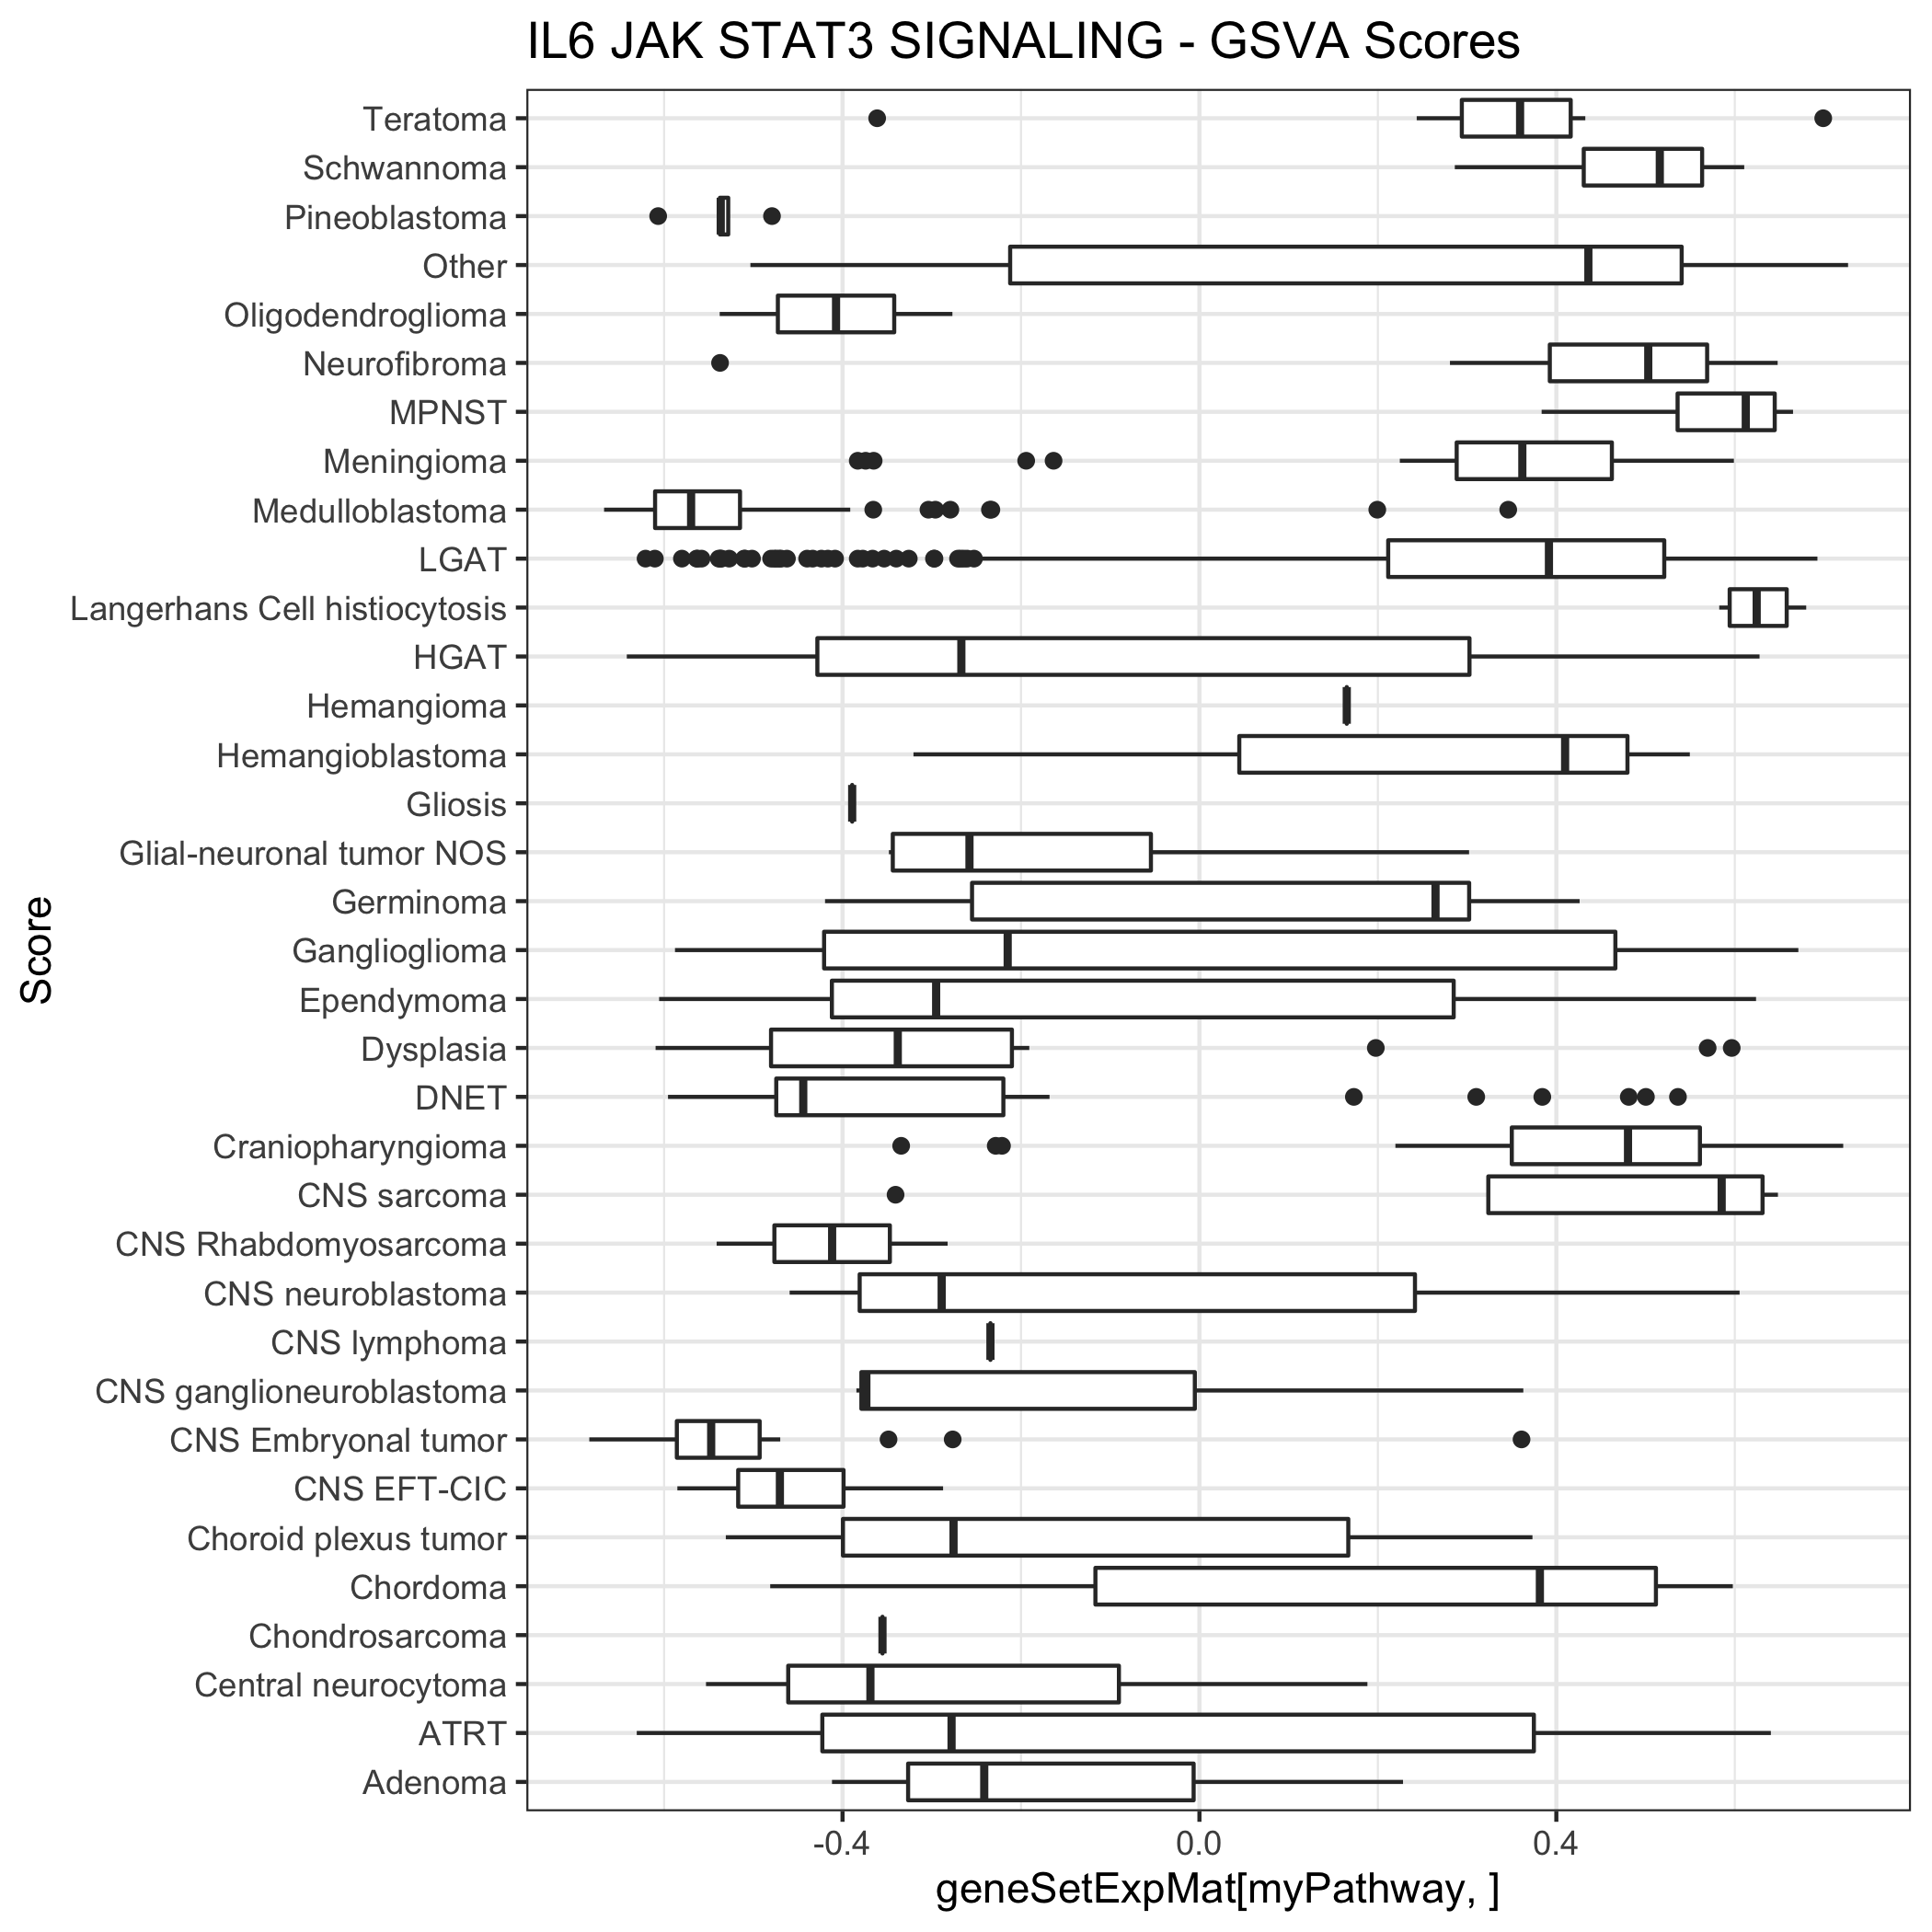 IL6 JAK STAT3 SIGNALING - GSVA Scores
Teratoma
Schwannoma
Pineoblastoma
Other
Oligodendroglioma
Neurofibroma
MPNST
Meningioma
Medulloblastoma
LGAT
Langerhans Cell histiocytosis
HGAT
Hemangioma
Hemangioblastoma
Gliosis
Glial-neuronal tumor NOS
Germinoma
Ganglioglioma
Ependymoma
Dysplasia
DNET
Craniopharyngioma
CNS sarcoma
CNS Rhabdomyosarcoma
CNS neuroblastoma
CNS lymphoma
CNS ganglioneuroblastoma
CNS Embryonal tumor
CNS EFT-CIC
Choroid plexus tumor
Chordoma
Chondrosarcoma
Central neurocytoma
ATRT
Adenoma
Score
-0.4 0.0 0.4
geneSetExpMat[myPathway, ]